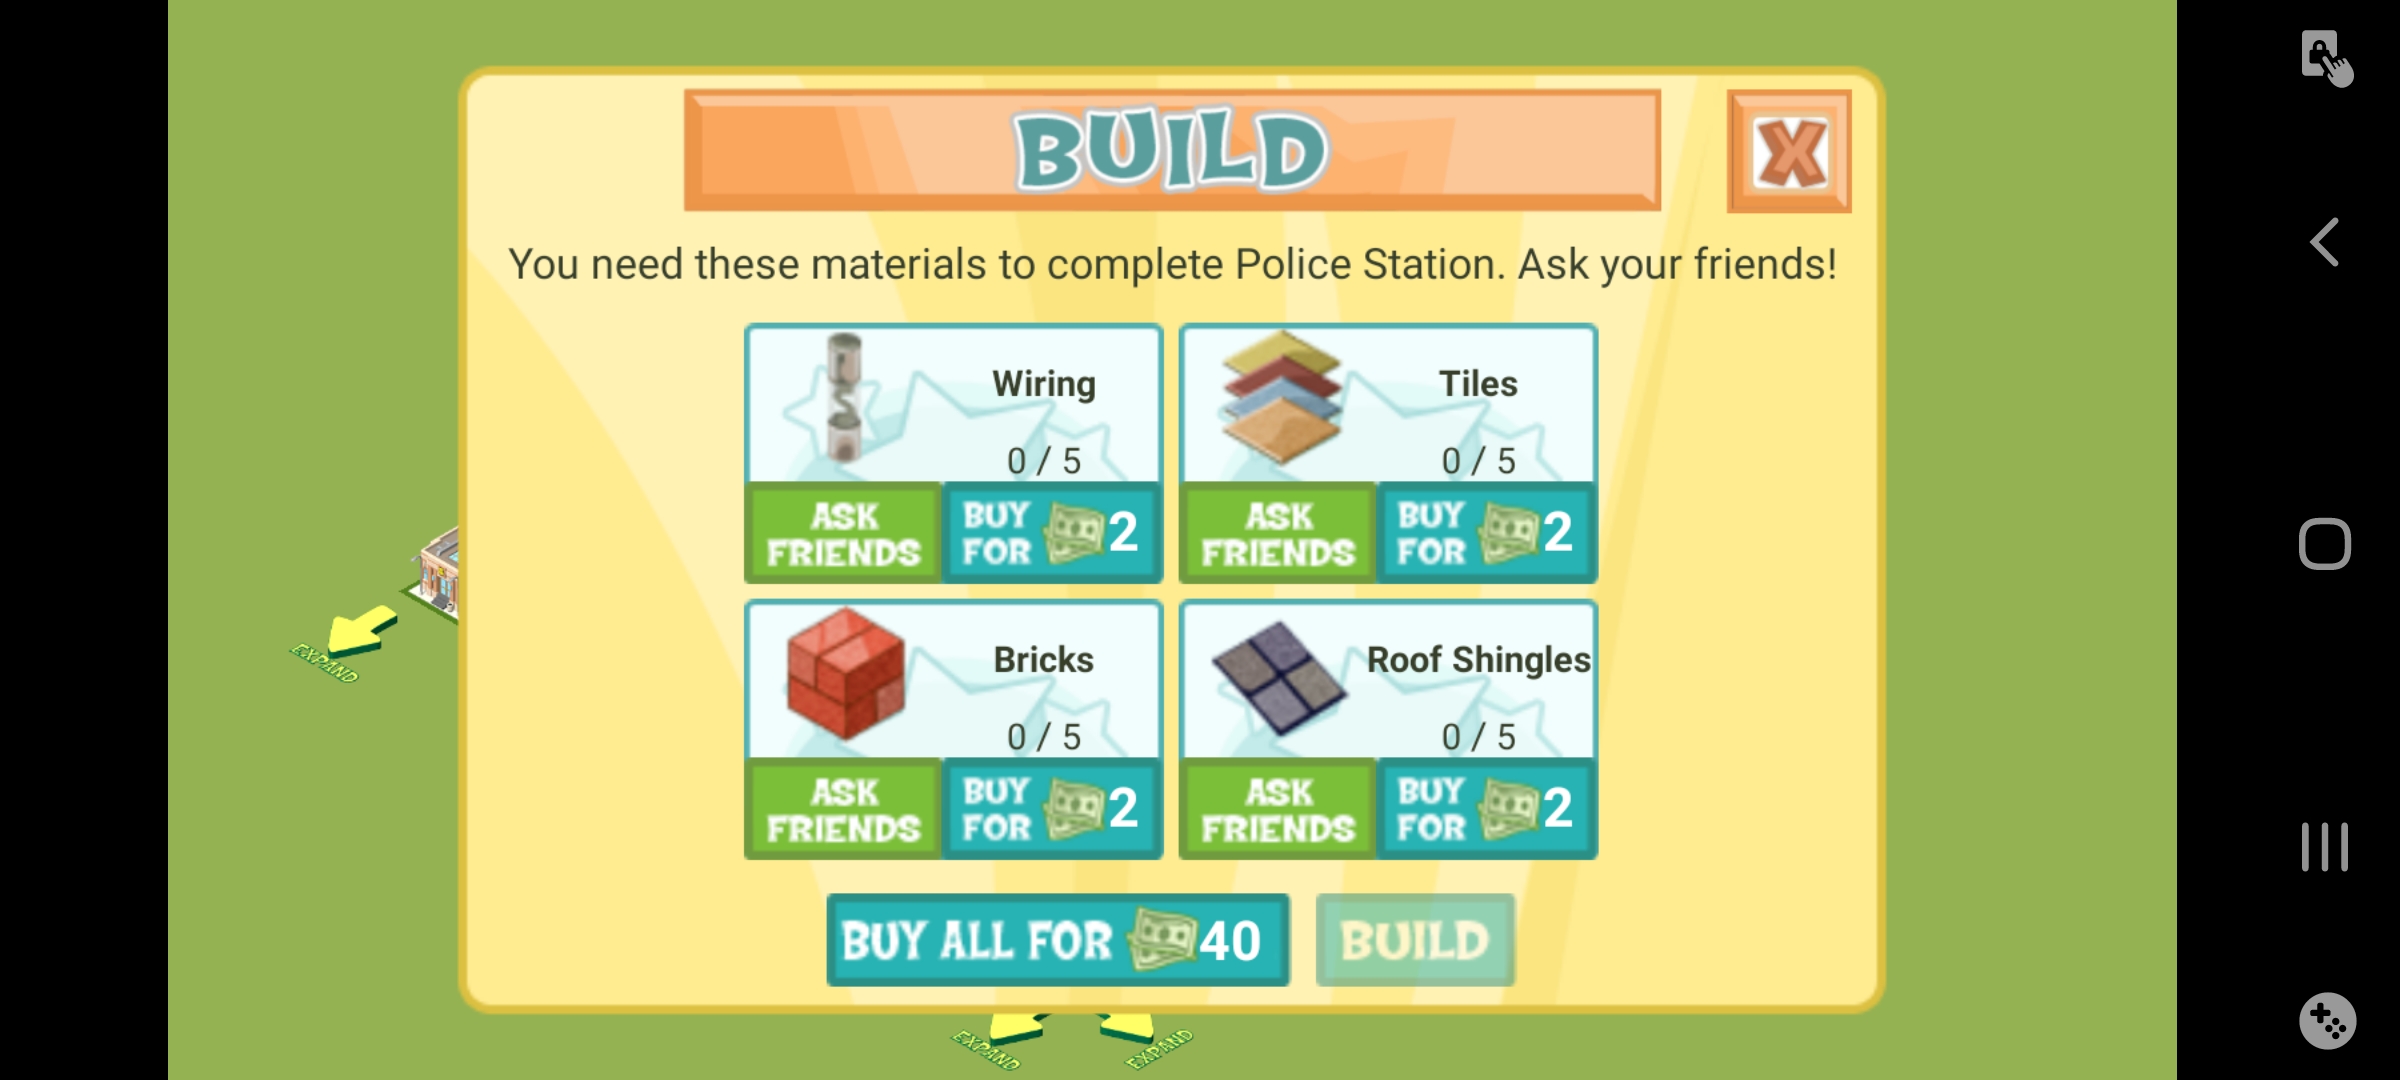 BUILD
X
You need these materials to complete Police Station. Ask your friends!
Wiring
0 / 5
ASK FRIENDS
BUY FOR 2
Tiles
0 / 5
ASK FRIENDS
BUY FOR 2
Bricks
0 / 5
ASK FRIENDS
BUY FOR 2
Roof Shingles
0 / 5
ASK FRIENDS
BUY FOR 2
BUY ALL FOR 40
BUILD
EXPAND
EXPAND
EXPAND